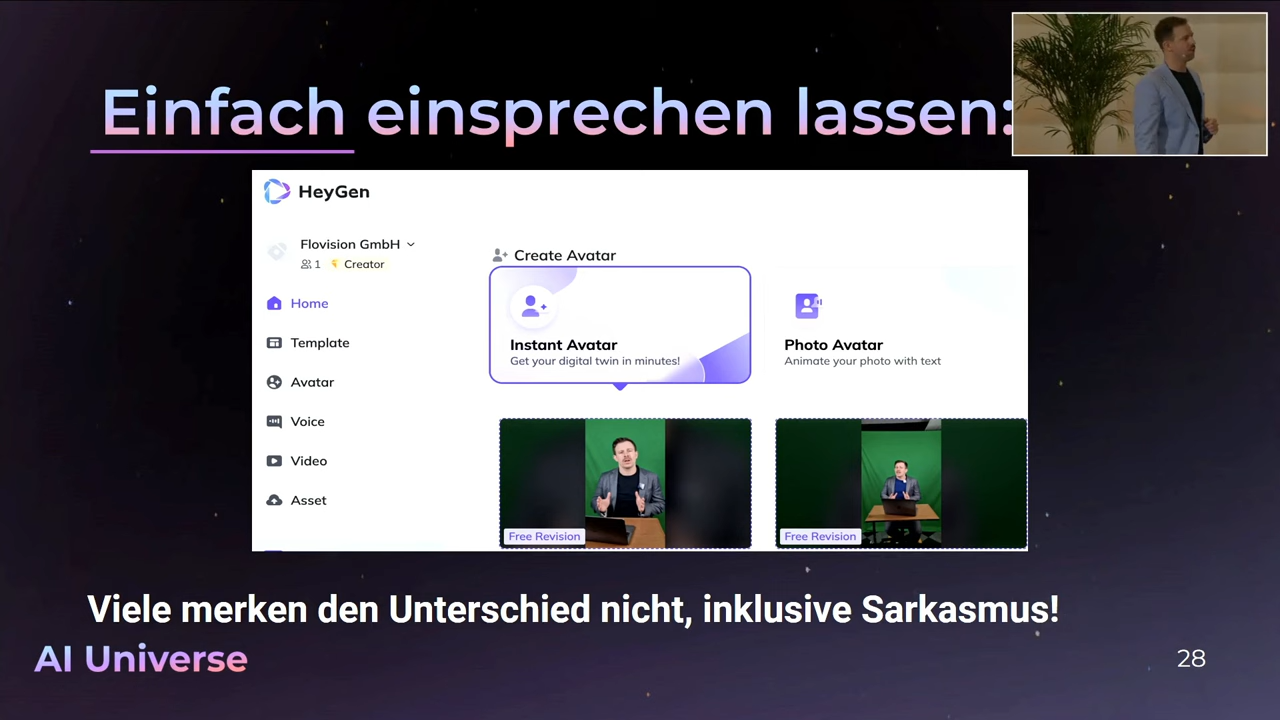 Einfach einsprechen lassen:
HeyGen
Flovision GmbH
1 Creator
Home
Template
Avatar
Voice
Video
Asset
Create Avatar
Instant Avatar
Get your digital twin in minutes!
Photo Avatar
Animate your photo with text
Free Revision
Free Revision
Viele merken den Unterschied nicht, inklusive Sarkasmus!
AI Universe
28